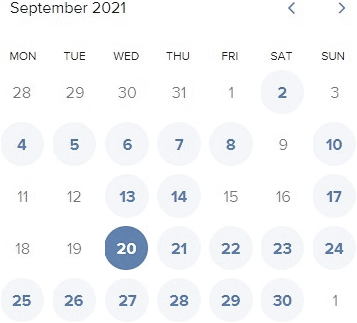 September 2021
MON TUE WED THU FRI SAT SUN
28 29 30 31 1 2 3
4 5 6 7 8 9 10
11 12 13 14 15 16 17
18 19 20 21 22 23 24
25 26 27 28 29 30 1